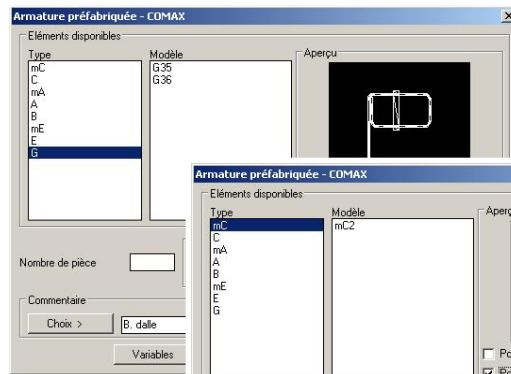 Armature préfabriquée - COMAX
Eléments disponibles
Type
Modèle
Aperçu
mC
C
mA
A
B
mE
E
G
G35
G36
Nombre de pièce
Commentaire
Choix >
B. dalle
Variables
Armature préfabriquée - COMAX
Eléments disponibles
Type
Modèle
mC
C
mA
A
B
mE
E
G
mC2